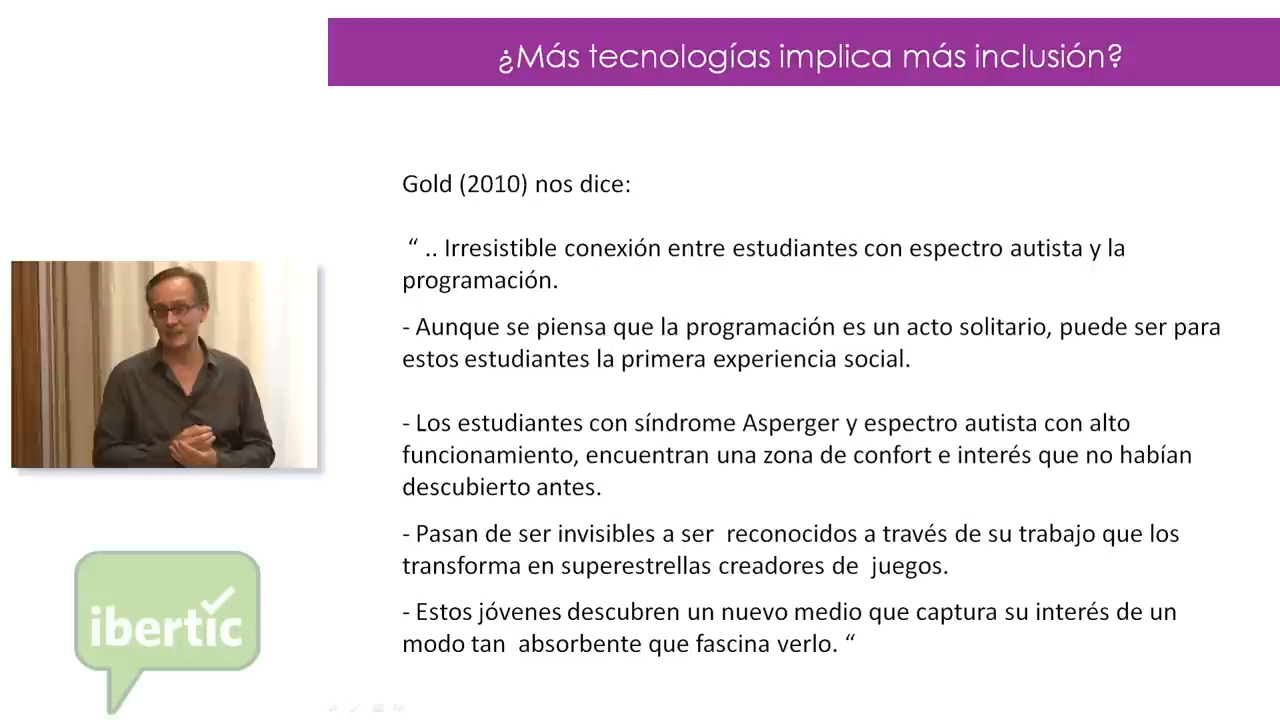 ¿Más tecnologías implica más inclusión?
Gold (2010) nos dice:
“ .. Irresistible conexión entre estudiantes con espectro autista y la
programación.
- Aunque se piensa que la programación es un acto solitario, puede ser para
estos estudiantes la primera experiencia social.
- Los estudiantes con síndrome Asperger y espectro autista con alto
funcionamiento, encuentran una zona de confort e interés que no habían
descubierto antes.
- Pasan de ser invisibles a ser  reconocidos a través de su trabajo que los
transforma en superestrellas creadores de  juegos.
- Estos jóvenes descubren un nuevo medio que captura su interés de un
modo tan  absorbente que fascina verlo. “
ibertic